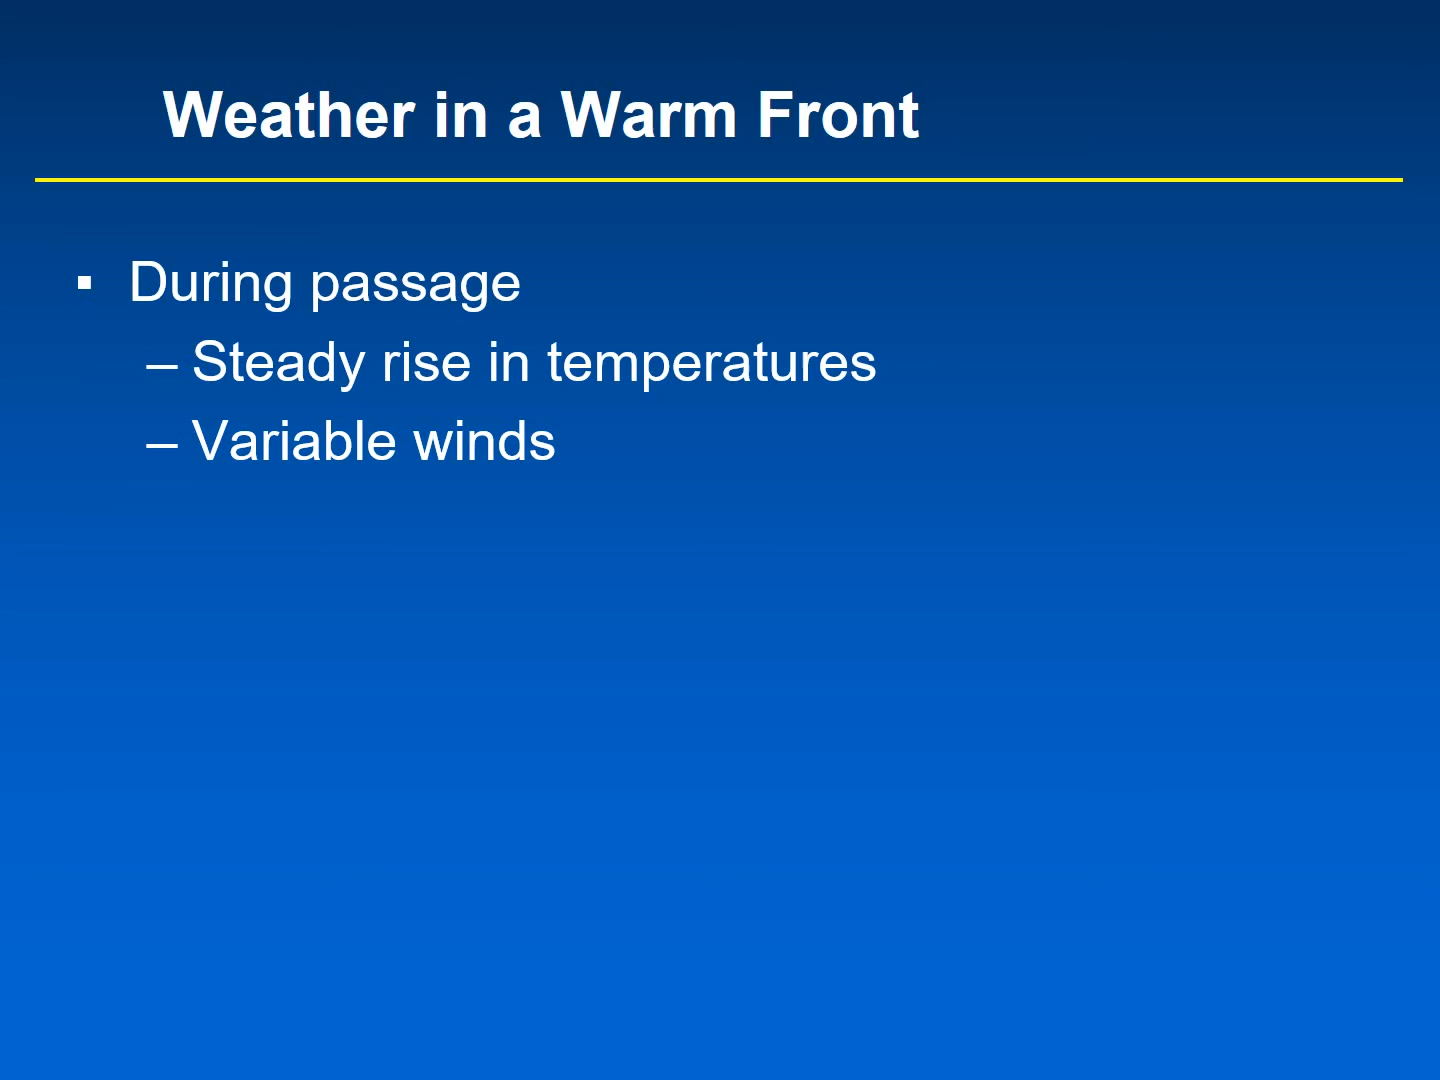 Weather in a Warm Front
▪ During passage
– Steady rise in temperatures
– Variable winds